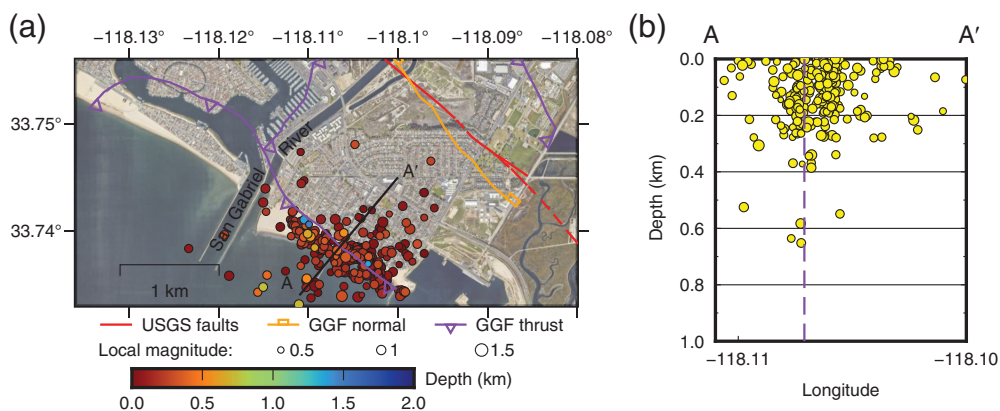 (a)
−118.13° −118.12° −118.11° −118.1° −118.09° −118.08°
33.75°
33.74°
San Gabriel River
A'
A
1 km
USGS faults GGF normal GGF thrust
Local magnitude: 0.5 1 1.5
Depth (km)
0.0 0.5 1.0 1.5 2.0
(b)
A A′
0.0
0.2
0.4
0.6
0.8
1.0
Depth (km)
−118.11 −118.10
Longitude